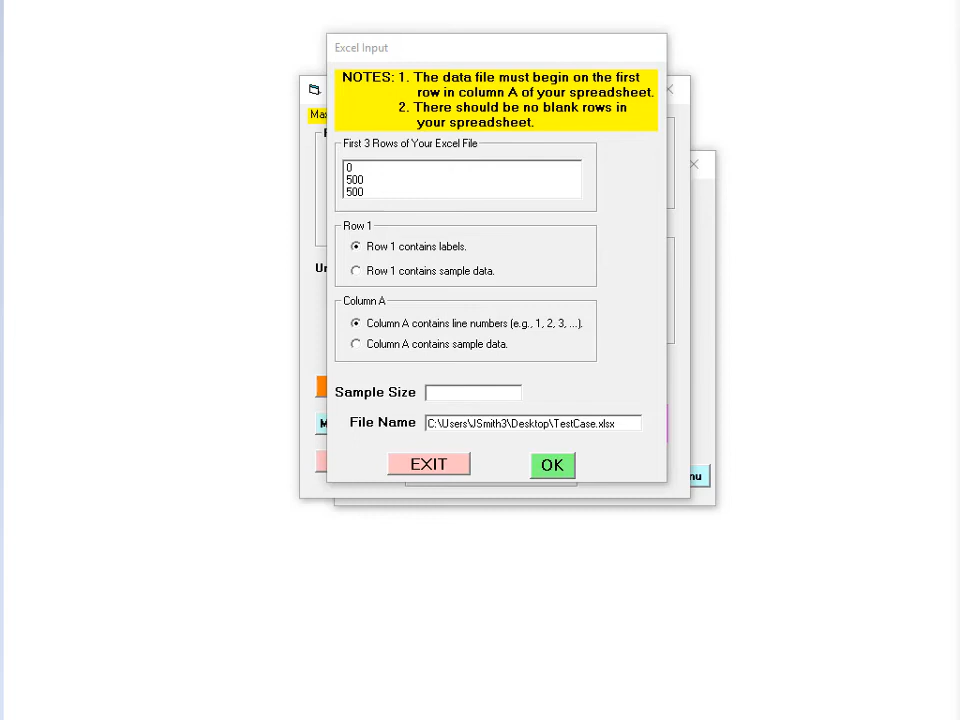 Excel Input
NOTES: 1. The data file must begin on the first
row in column A of your spreadsheet.
2. There should be no blank rows in
your spreadsheet.
Max
First 3 Rows of Your Excel File
0
500
500
Row 1
Row 1 contains labels.
Row 1 contains sample data.
Un
Column A
Column A contains line numbers (e.g., 1, 2, 3, ...).
Column A contains sample data.
Sample Size
File Name
C:\Users\JSmith3\Desktop\TestCase.xlsx
M
EXIT
OK
nu